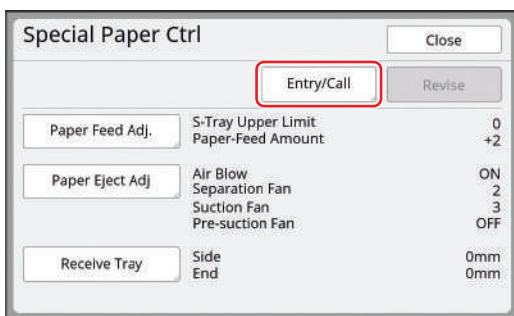 Special Paper Ctrl
Close
Entry/Call
Revise
Paper Feed Adj.
S-Tray Upper Limit 0
Paper-Feed Amount +2
Paper Eject Adj
Air Blow ON
Separation Fan 2
Suction Fan 3
Pre-suction Fan OFF
Receive Tray
Side 0mm
End 0mm